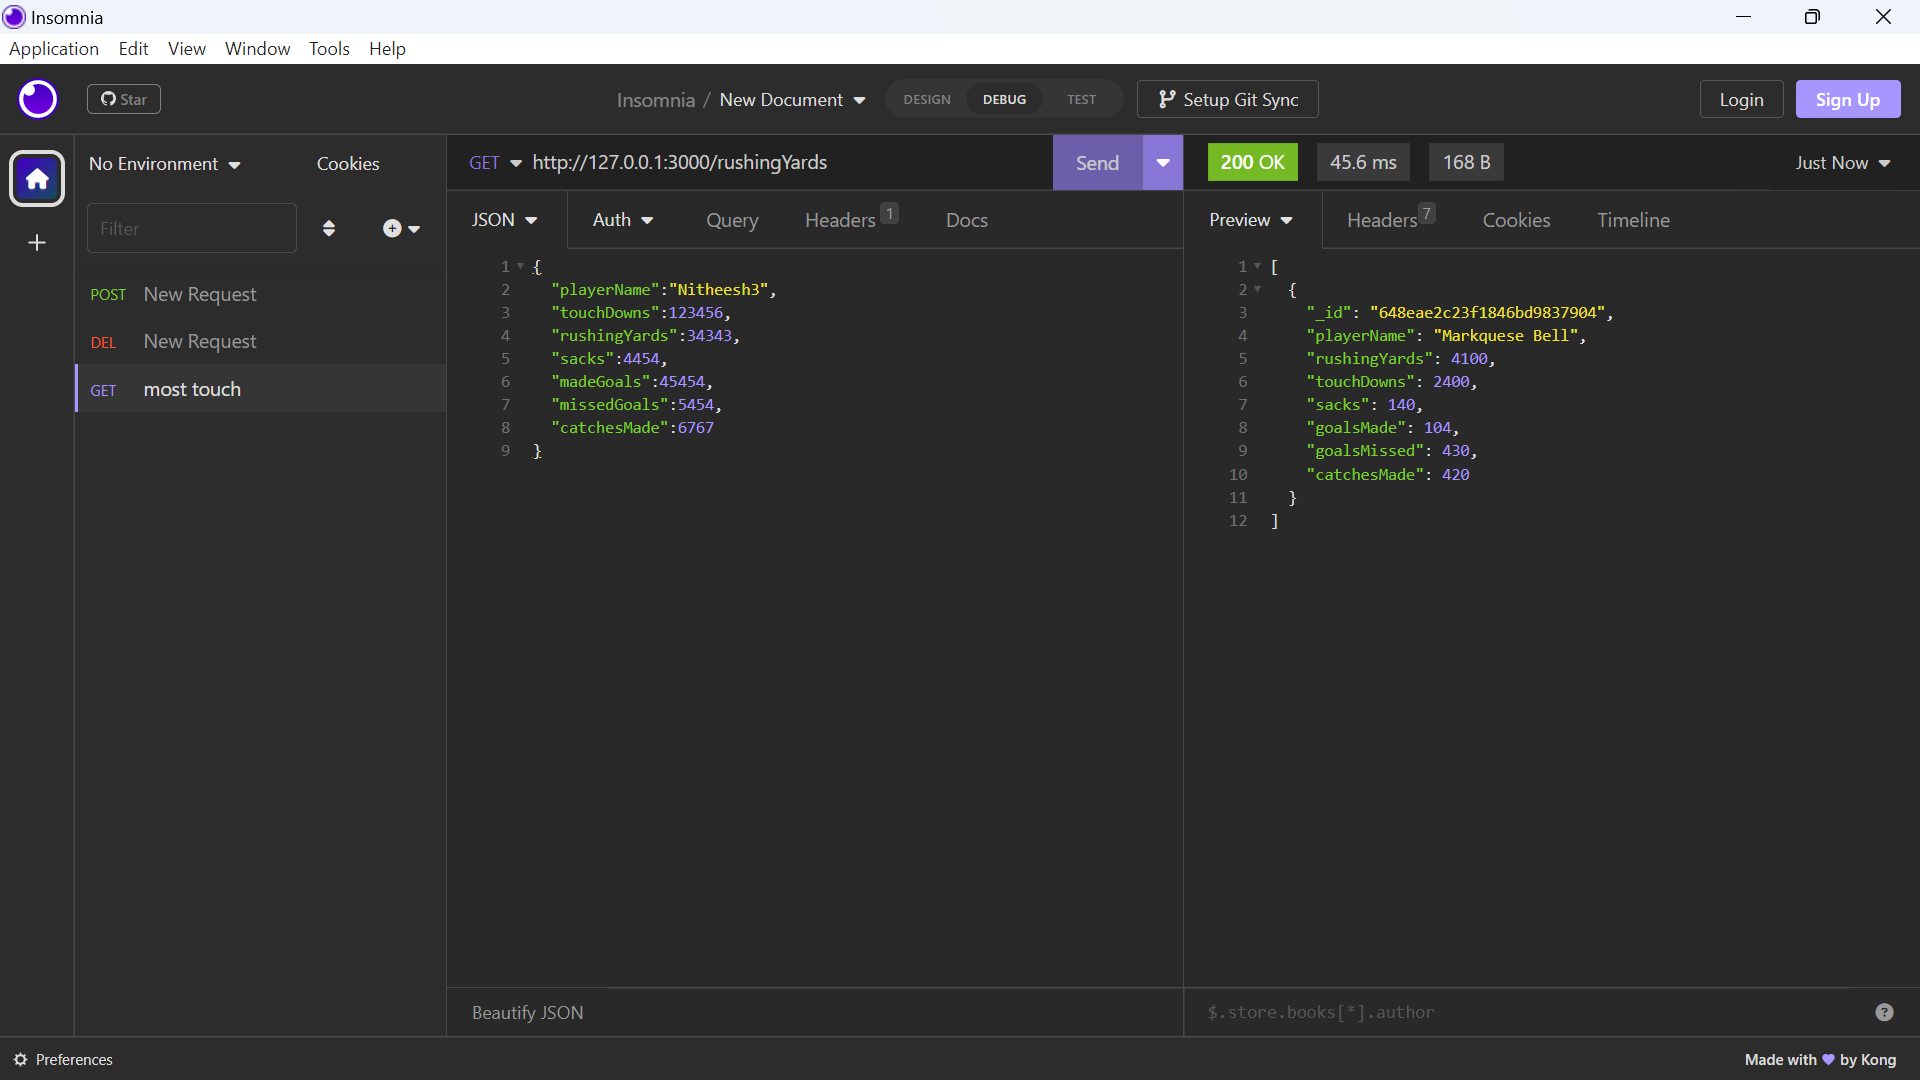 Insomnia
Application Edit View Window Tools Help
Star
Insomnia / New Document
DESIGN DEBUG TEST
Setup Git Sync
Login
Sign Up
No Environment
Cookies
Filter
POST New Request
DEL New Request
GET most touch
GET http://127.0.0.1:3000/rushingYards
Send
JSON Auth Query Headers 1 Docs
1 {
2 "playerName":"Nitheesh3",
3 "touchDowns":123456,
4 "rushingYards":34343,
5 "sacks":4454,
6 "madeGoals":45454,
7 "missedGoals":5454,
8 "catchesMade":6767
9 }
Beautify JSON
200 OK 45.6 ms 168 B
Just Now
Preview Headers 7 Cookies Timeline
1 [
2 {
3 "_id": "648eae2c23f1846bd9837904",
4 "playerName": "Markquese Bell",
5 "rushingYards": 4100,
6 "touchDowns": 2400,
7 "sacks": 140,
8 "goalsMade": 104,
9 "goalsMissed": 430,
10 "catchesMade": 420
11 }
12 ]
$.store.books[*].author
?
Preferences
Made with 💜 by Kong